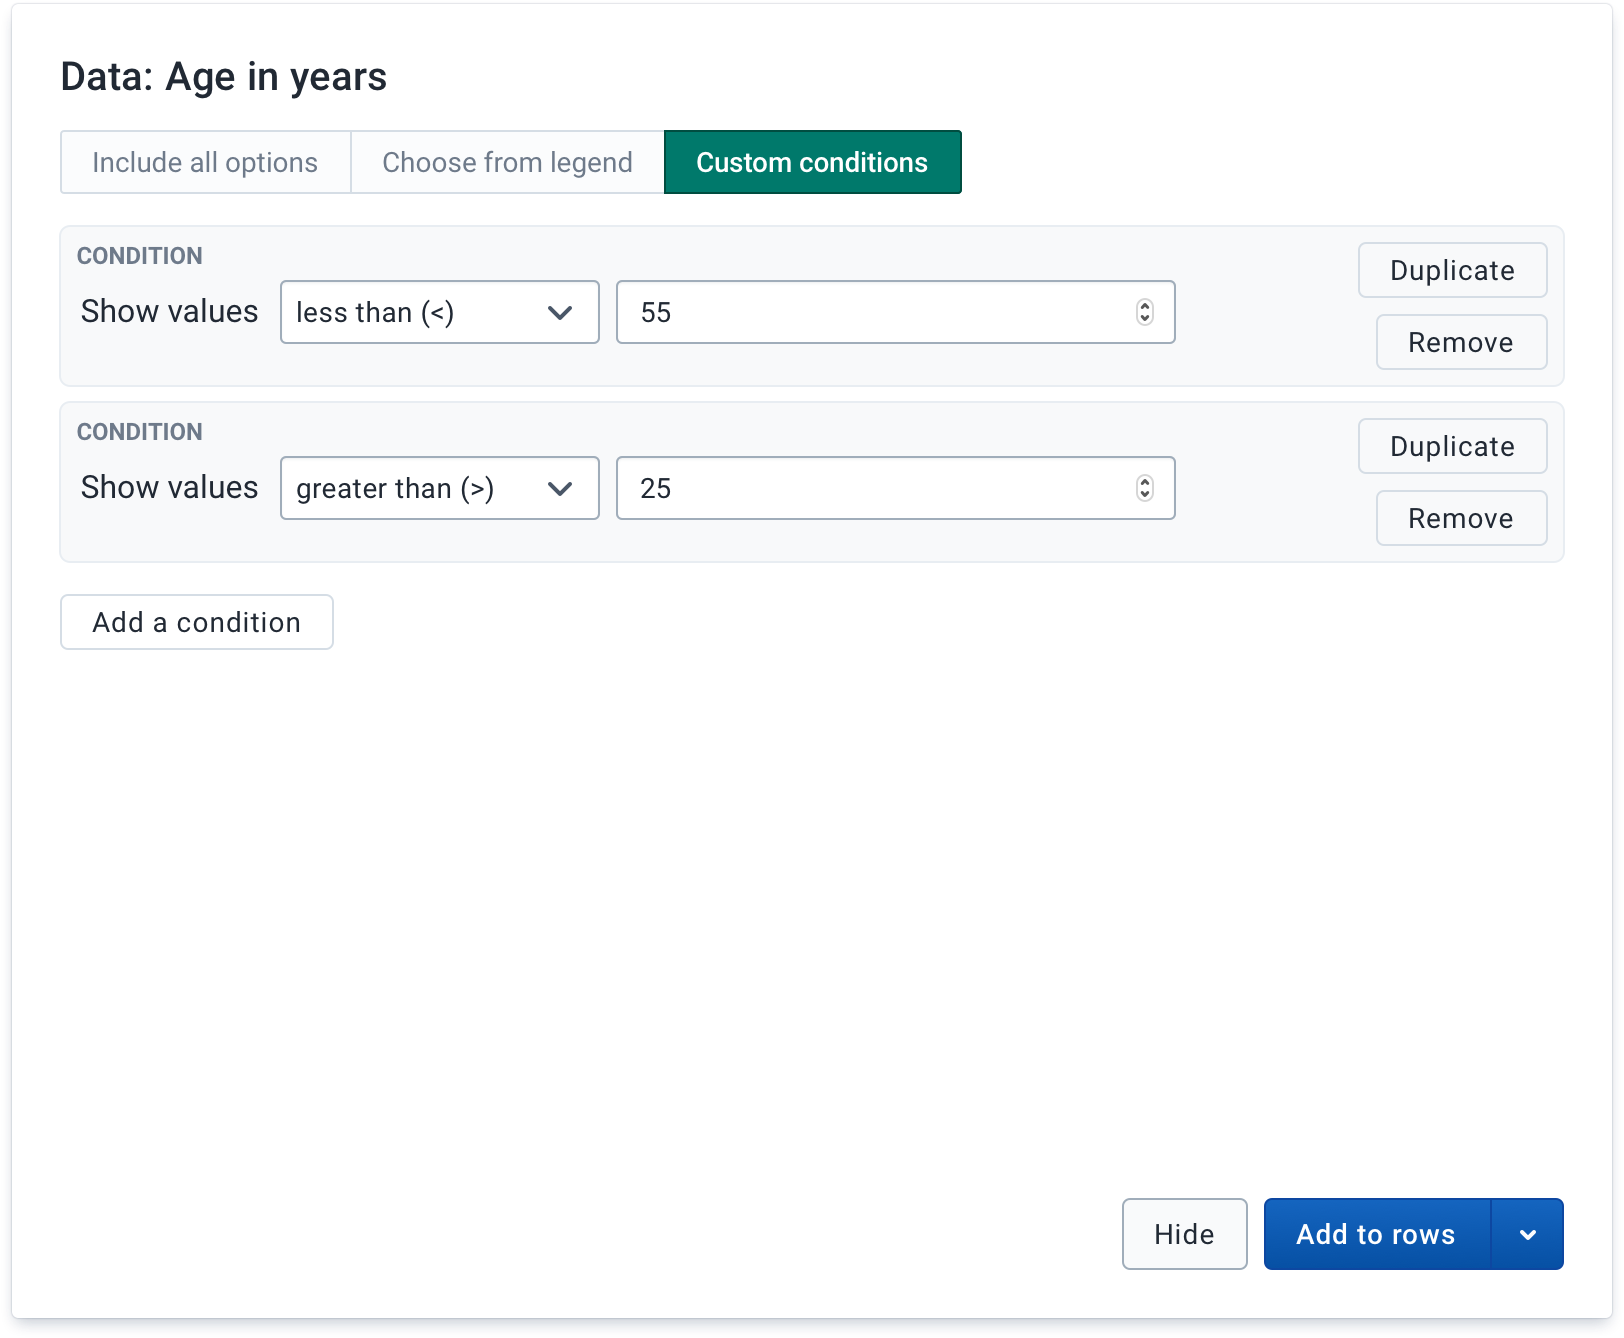 Data: Age in years
Include all options Choose from legend Custom conditions
CONDITION
Duplicate
Show values less than (<) 55
Remove
CONDITION
Duplicate
Show values greater than (>) 25
Remove
Add a condition
Hide Add to rows